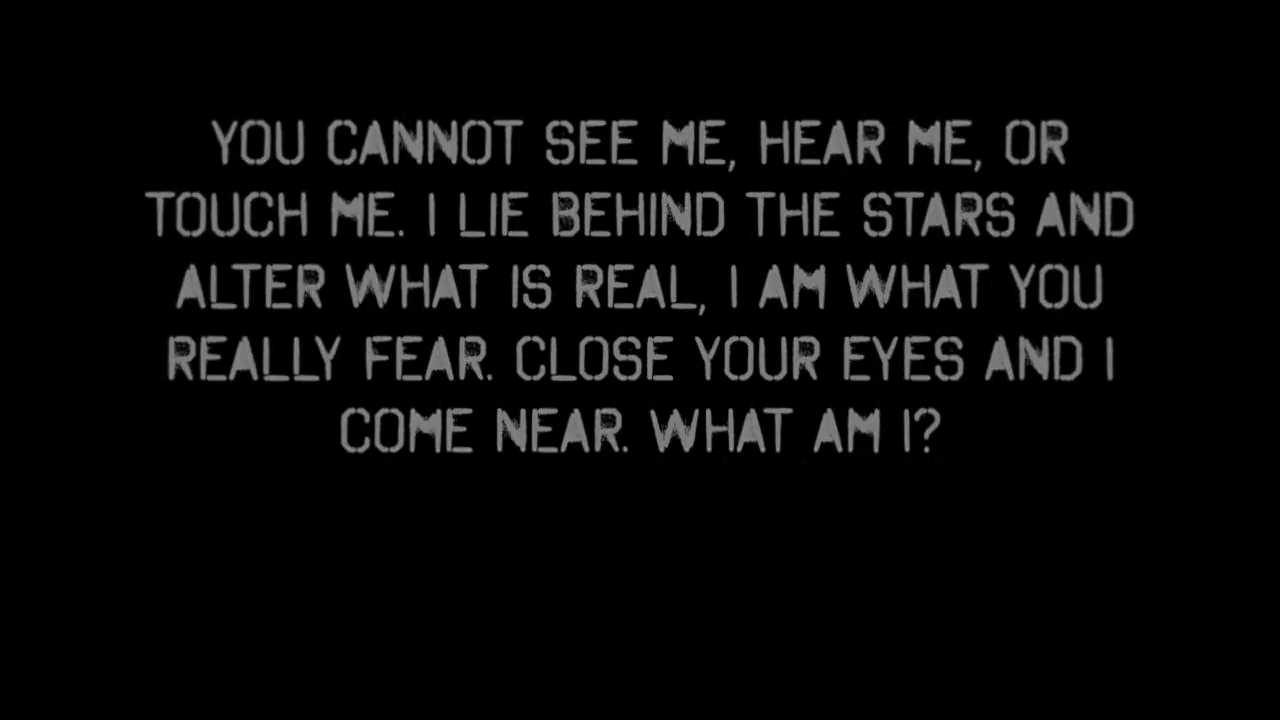 YOU CANNOT SEE ME, HEAR ME, OR
TOUCH ME. I LIE BEHIND THE STARS AND
ALTER WHAT IS REAL, I AM WHAT YOU
REALLY FEAR. CLOSE YOUR EYES AND I
COME NEAR. WHAT AM I?